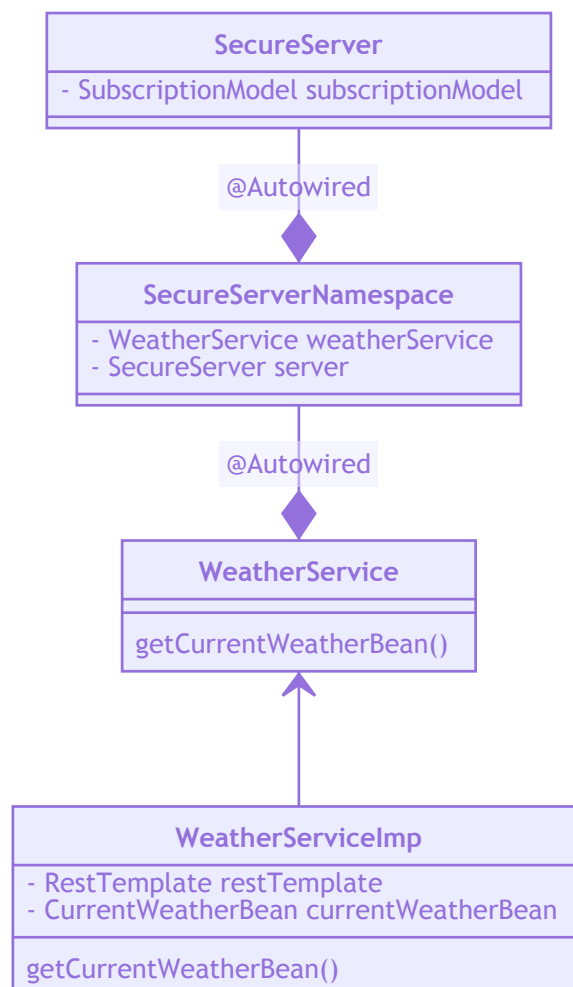 SecureServer
- SubscriptionModel subscriptionModel
@Autowired
SecureServerNamespace
- WeatherService weatherService
- SecureServer server
@Autowired
WeatherService
getCurrentWeatherBean()
WeatherServiceImp
- RestTemplate restTemplate
- CurrentWeatherBean currentWeatherBean
getCurrentWeatherBean()